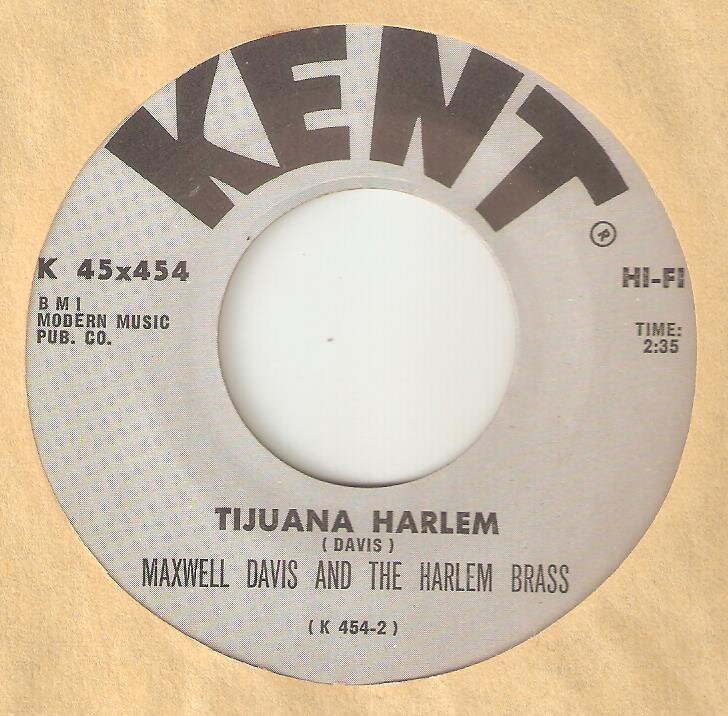 KENT
®
K 45x454
HI-FI
B M I
MODERN MUSIC
PUB. CO.
TIME:
2:35
TIJUANA HARLEM
( DAVIS )
MAXWELL DAVIS AND THE HARLEM BRASS
( K 454-2 )